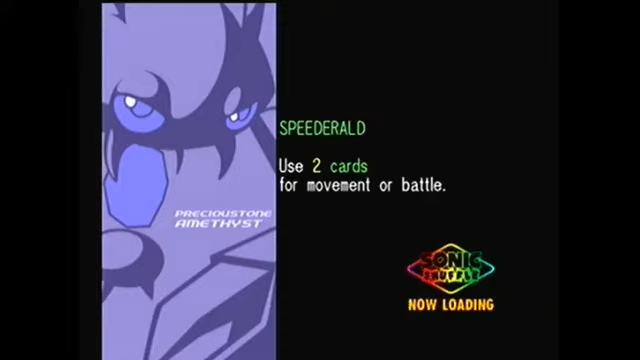 SPEEDERALD
Use 2 cards
for movement or battle.
PRECIOUSTONE
AMETHYST
SONIC
SHUFFLE
NOW LOADING